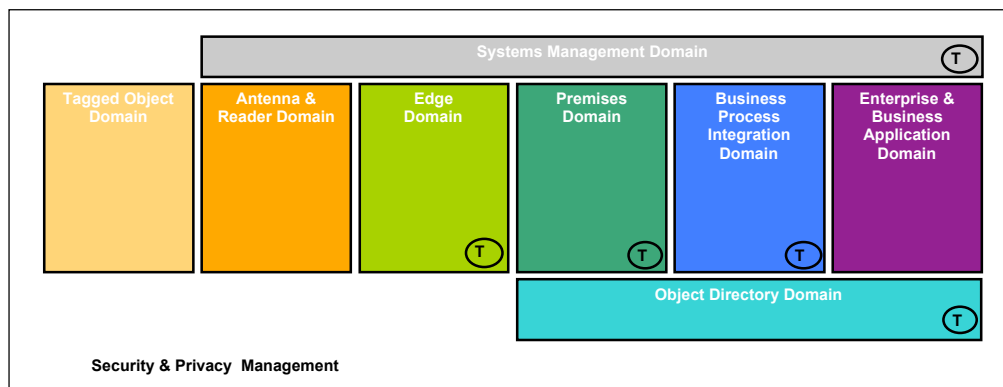 Systems Management Domain
T
Tagged Object
Domain
Antenna &
Reader Domain
Edge
Domain
T
Premises
Domain
T
Business
Process
Integration
Domain
T
Enterprise &
Business
Application
Domain
Object Directory Domain
T
Security & Privacy Management